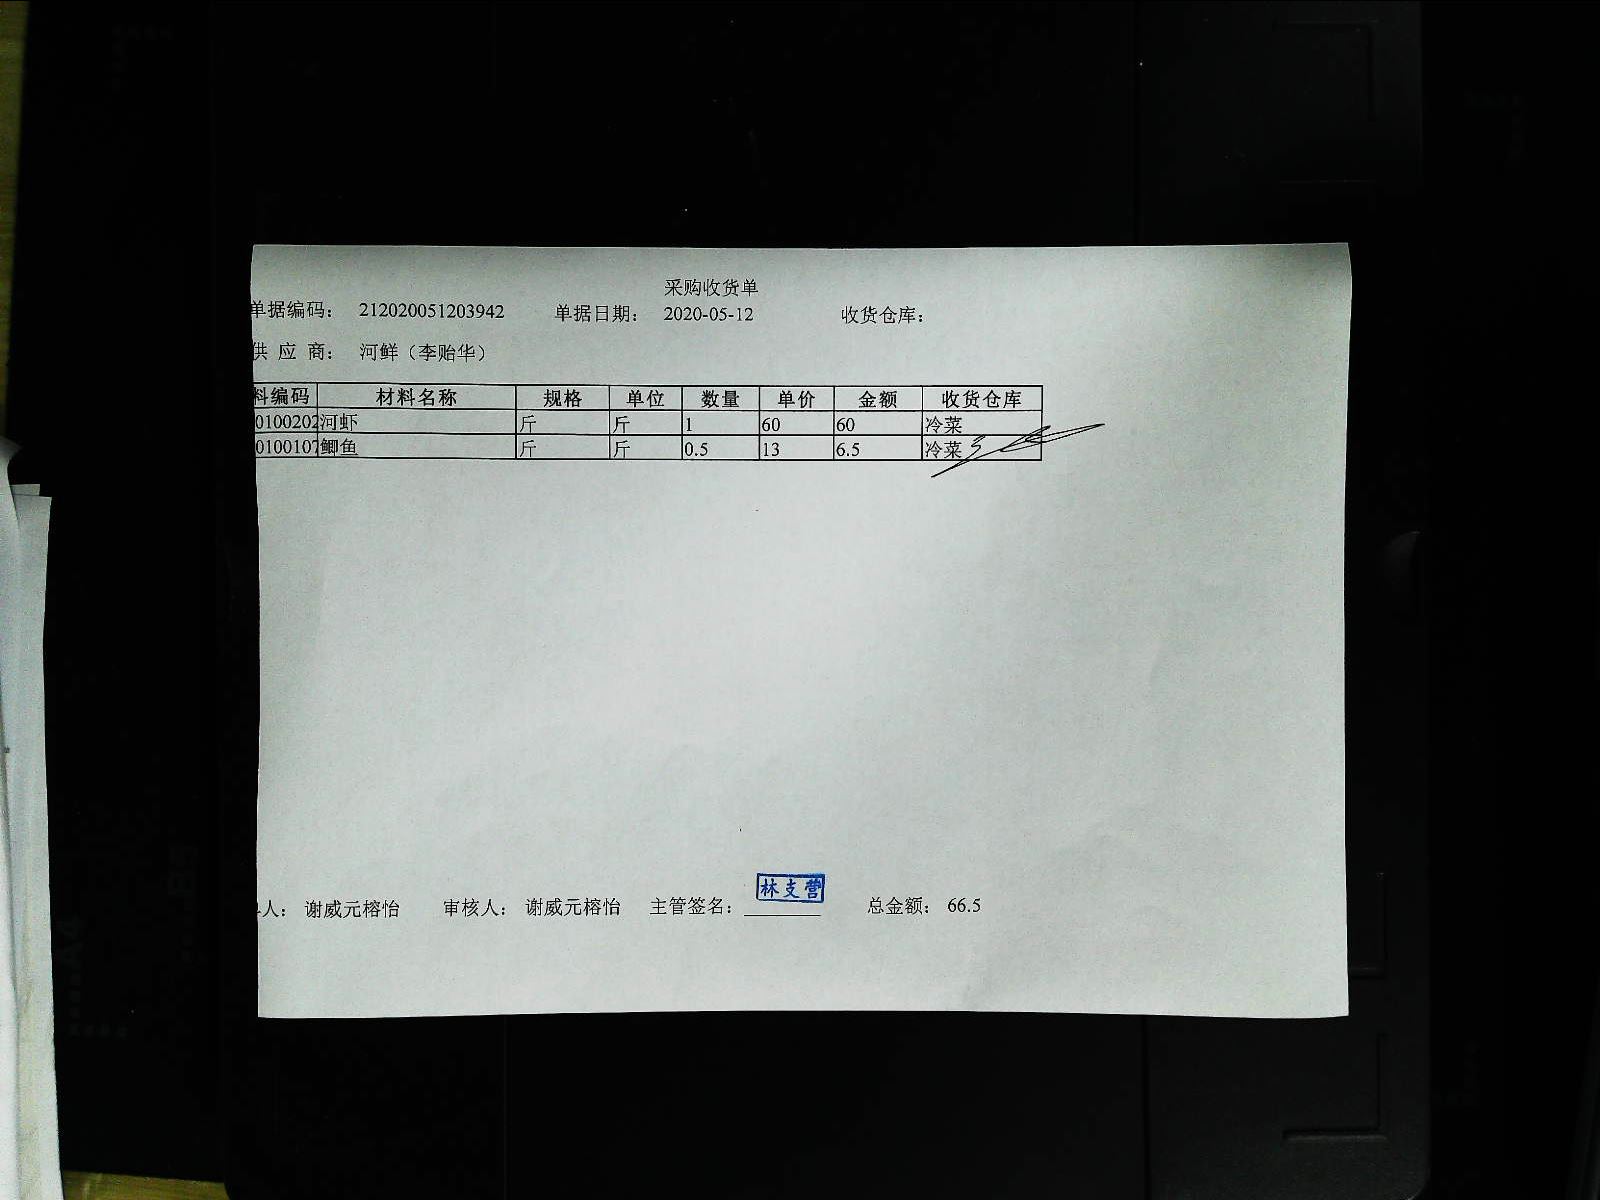 采购收货单
单据编码： 212020051203942 单据日期： 2020-05-12 收货仓库：
供 应 商： 河鲜（李贻华）
料编码 材料名称 规格 单位 数量 单价 金额 收货仓库
0100202 河虾 斤 斤 1 60 60 冷菜
0100107 鲫鱼 斤 斤 0.5 13 6.5 冷菜
林支营
人： 谢威元榕怡 审核人： 谢威元榕怡 主管签名： 总金额： 66.5